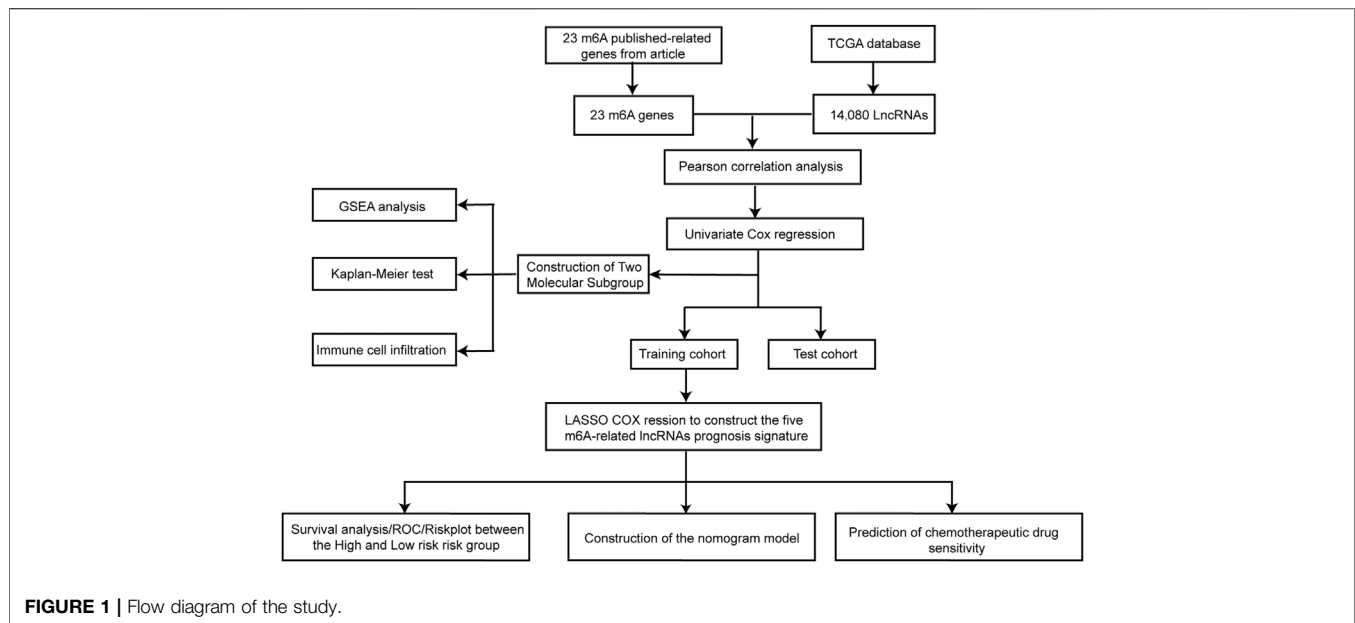 23 m6A published-related
genes from article
TCGA database
23 m6A genes
14,080 LncRNAs
Pearson correlation analysis
GSEA analysis
Univariate Cox regression
Kaplan-Meier test
Construction of Two
Molecular Subgroup
Immune cell infiltration
Training cohort
Test cohort
LASSO COX ression to construct the five
m6A-related lncRNAs prognosis signature
Survival analysis/ROC/Riskplot between
the High and Low risk risk group
Construction of the nomogram model
Prediction of chemotherapeutic drug
sensitivity
FIGURE 1 | Flow diagram of the study.